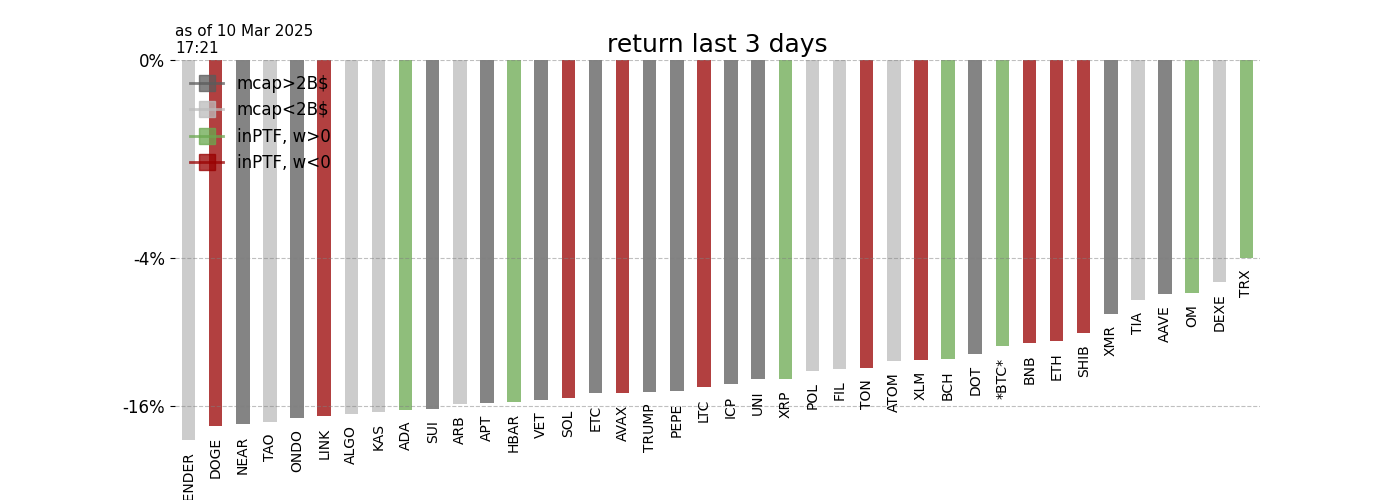 as of 10 Mar 2025
17:21
return last 3 days
0%
mcap>2B$
mcap<2B$
inPTF, w>0
inPTF, w<0
-4%
-16%
ENDER
DOGE
NEAR
TAO
ONDO
LINK
ALGO
KAS
ADA
SUI
ARB
APT
HBAR
VET
SOL
ETC
AVAX
TRUMP
PEPE
LTC
ICP
UNI
XRP
POL
FIL
TON
ATOM
XLM
BCH
DOT
*BTC*
BNB
ETH
SHIB
XMR
TIA
AAVE
OM
DEXE
TRX